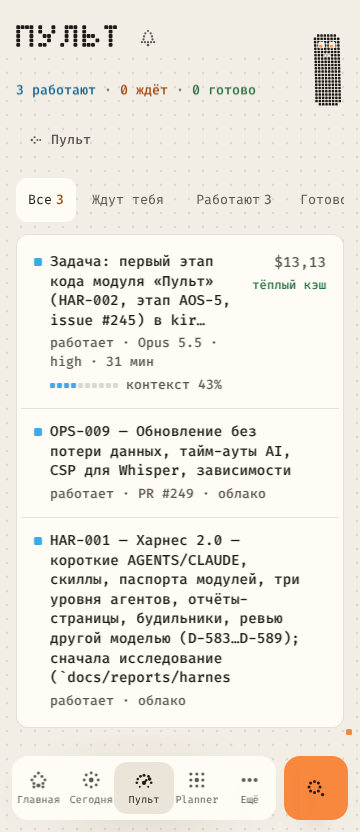 ПУЛЬТ
3 работают · 0 ждёт · 0 готово
Пульт
Все 3 Ждут тебя Работают 3 Готово
Задача: первый этап
кода модуля «Пульт»
(HAR-002, этап AOS-5,
issue #245) в kir…
$13,13
тёплый кэш
работает · Opus 5.5 ·
high · 31 мин
контекст 43%
OPS-009 — Обновление без
потери данных, тайм-ауты AI,
CSP для Whisper, зависимости
работает · PR #249 · облако
HAR-001 — Харнес 2.0 —
короткие AGENTS/CLAUDE,
скиллы, паспорта модулей, три
уровня агентов, отчёты-
страницы, будильники, ревью
другой моделью (D-583…D-589);
сначала исследование
(`docs/reports/harnes
работает · облако
Главная Сегодня Пульт Planner Ещё